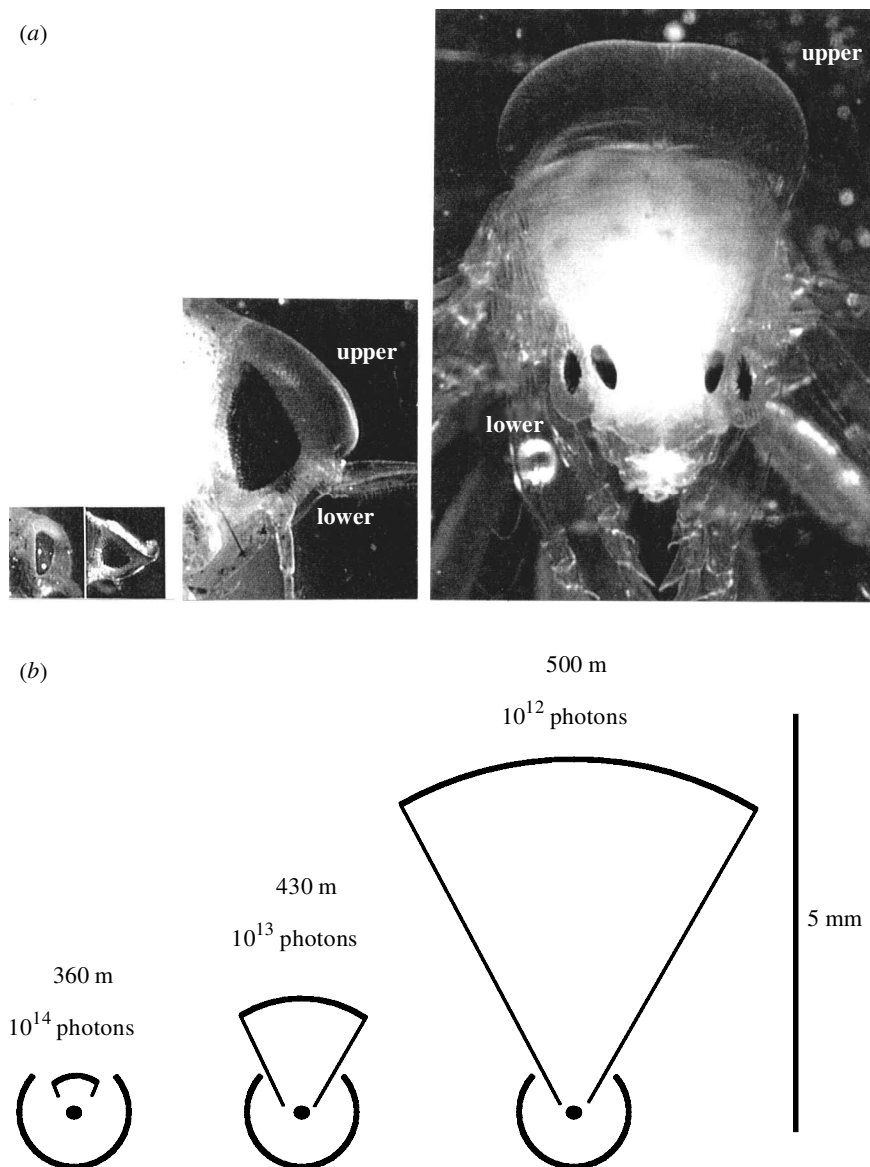 (a)
upper
upper
lower
lower
(b)
500 m
10^12 photons
430 m
10^13 photons
5 mm
360 m
10^14 photons